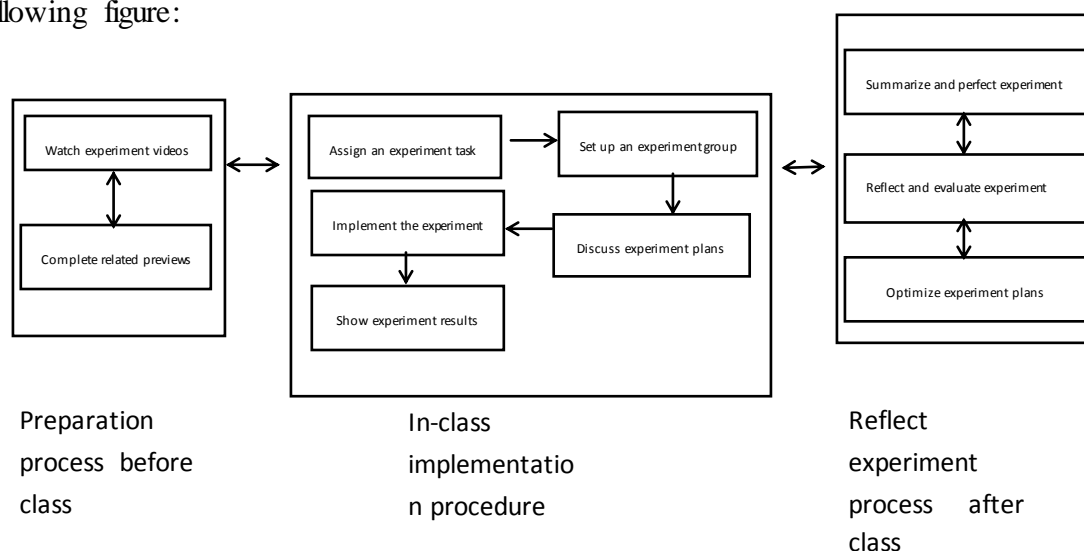 llowing figure:
Watch experiment videos
Complete related previews
Assign an experiment task
Set up an experiment group
Discuss experiment plans
Implement the experiment
Show experiment results
Summarize and perfect experiment
Reflect and evaluate experiment
Optimize experiment plans
Preparation
process before
class
In-class
implementatio
n procedure
Reflect
experiment
process after
class